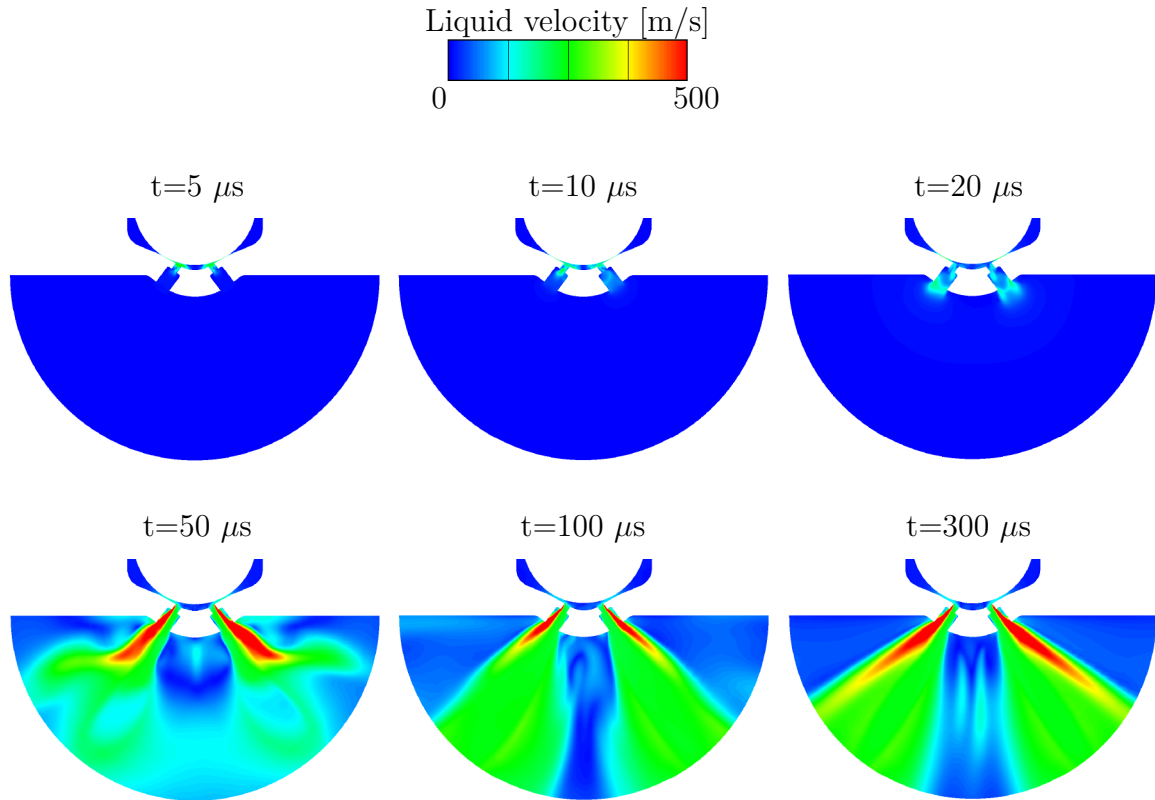 Liquid velocity [m/s]
0 500
t=5 μs
t=10 μs
t=20 μs
t=50 μs
t=100 μs
t=300 μs